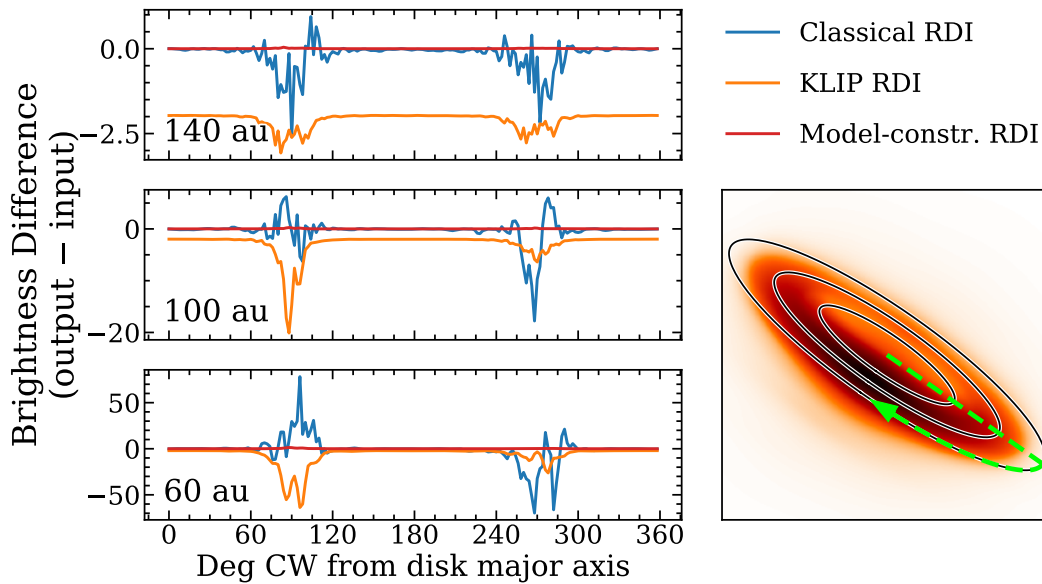 Brightness Difference
(output − input)
0.0
−2.5
140 au
0
−20
100 au
50
0
−50
60 au
0 60 120 180 240 300 360
Deg CW from disk major axis
Classical RDI
KLIP RDI
Model-constr. RDI